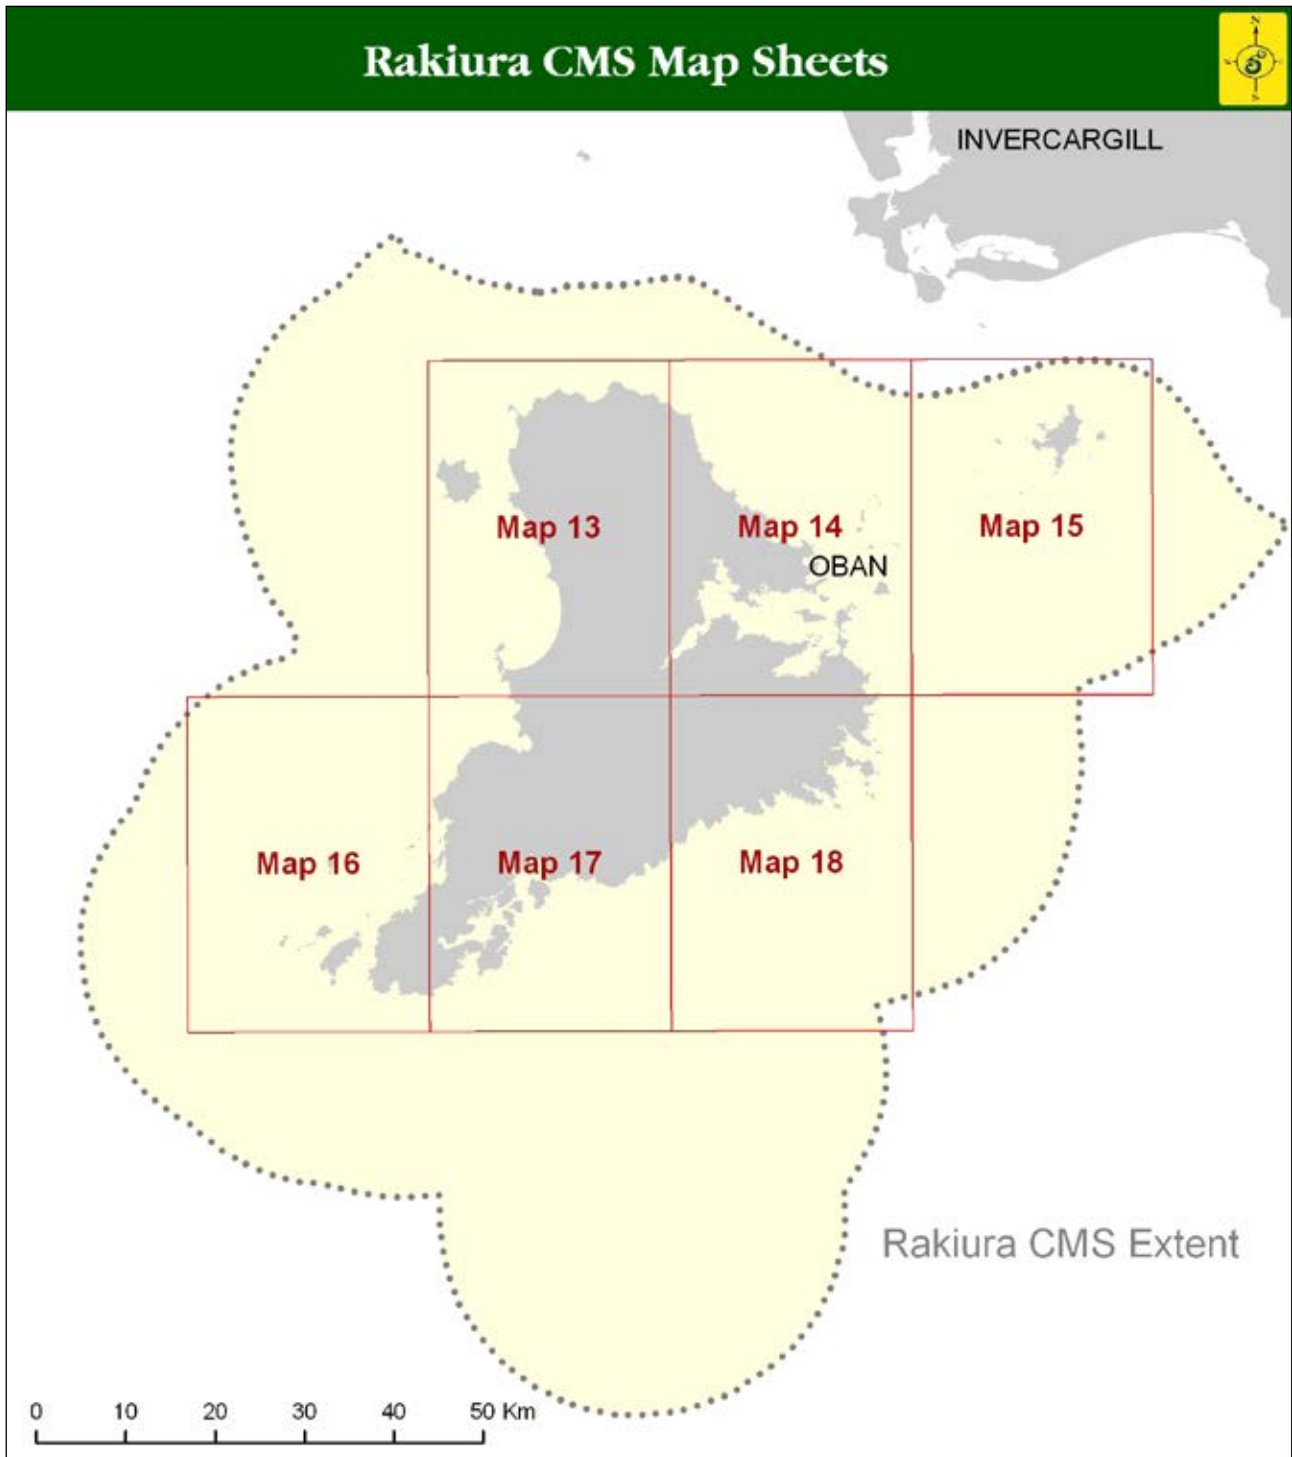 Rakiura CMS Map Sheets
N
S
INVERCARGILL
Map 13
Map 14
Map 15
OBAN
Map 16
Map 17
Map 18
Rakiura CMS Extent
0 10 20 30 40 50 Km